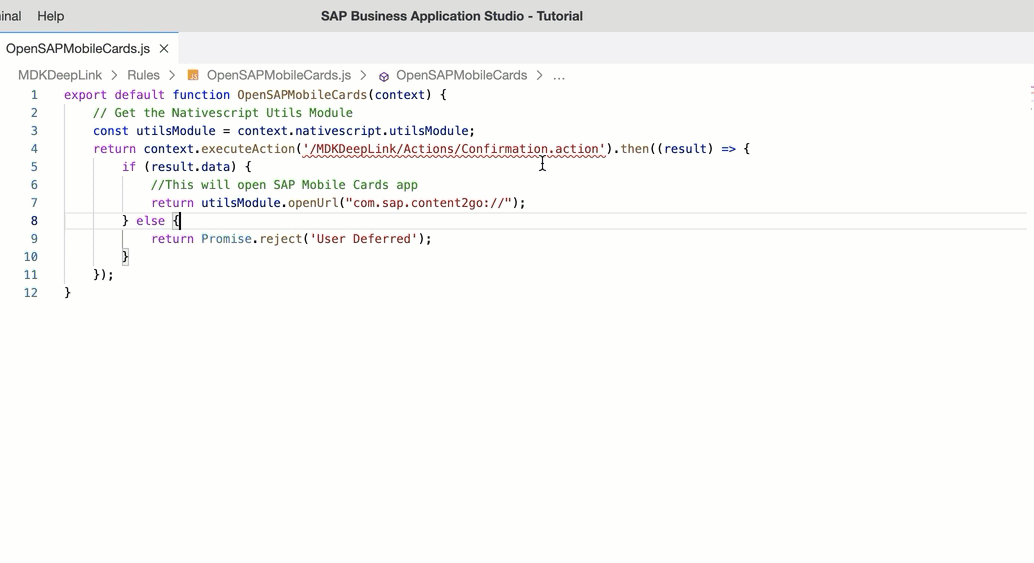 inal Help SAP Business Application Studio - Tutorial
OpenSAPMobileCards.js ×
MDKDeepLink > Rules > OpenSAPMobileCards.js > OpenSAPMobileCards > ...
1 export default function OpenSAPMobileCards(context) {
2 // Get the Nativescript Utils Module
3 const utilsModule = context.nativescript.utilsModule;
4 return context.executeAction('/MDKDeepLink/Actions/Confirmation.action').then((result) => {
5 if (result.data) {
6 //This will open SAP Mobile Cards app
7 return utilsModule.openUrl("com.sap.content2go://");
8 } else {
9 return Promise.reject('User Deferred');
10 }
11 });
12 }